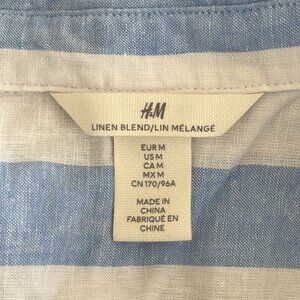 H&M
LINEN BLEND/LIN MÉLANGÉ
EUR M
US M
CA M
MX M
CN 170/96A
MADE IN
CHINA
FABRIQUÉ EN
CHINE